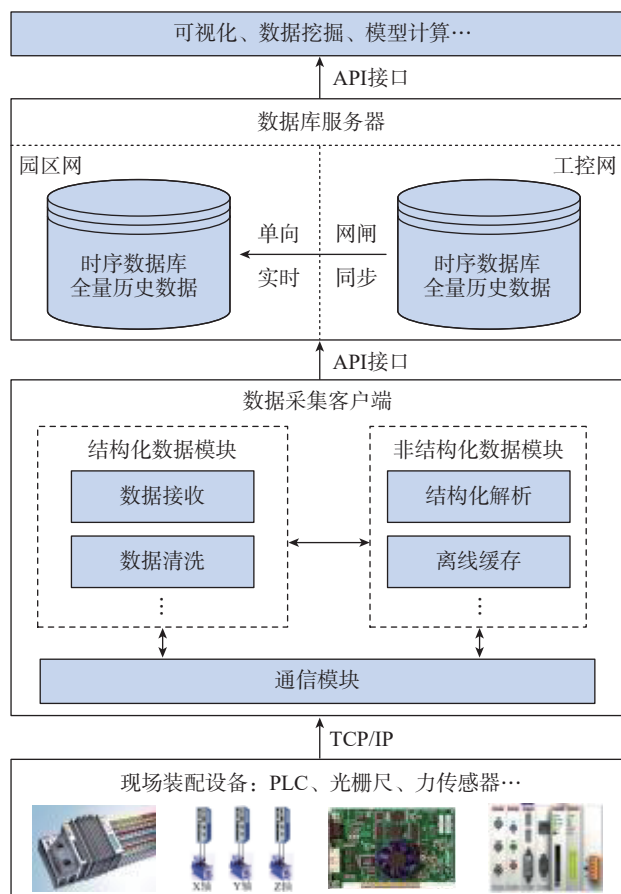 可视化、数据挖掘、模型计算…
API接口
数据库服务器
园区网
工控网
单向 网闸
时序数据库
全量历史数据
实时 同步
时序数据库
全量历史数据
API接口
数据采集客户端
结构化数据模块
数据接收
数据清洗
⋮
非结构化数据模块
结构化解析
离线缓存
⋮
通信模块
TCP/IP
现场装配设备：PLC、光栅尺、力传感器…
X轴 Y轴 Z轴